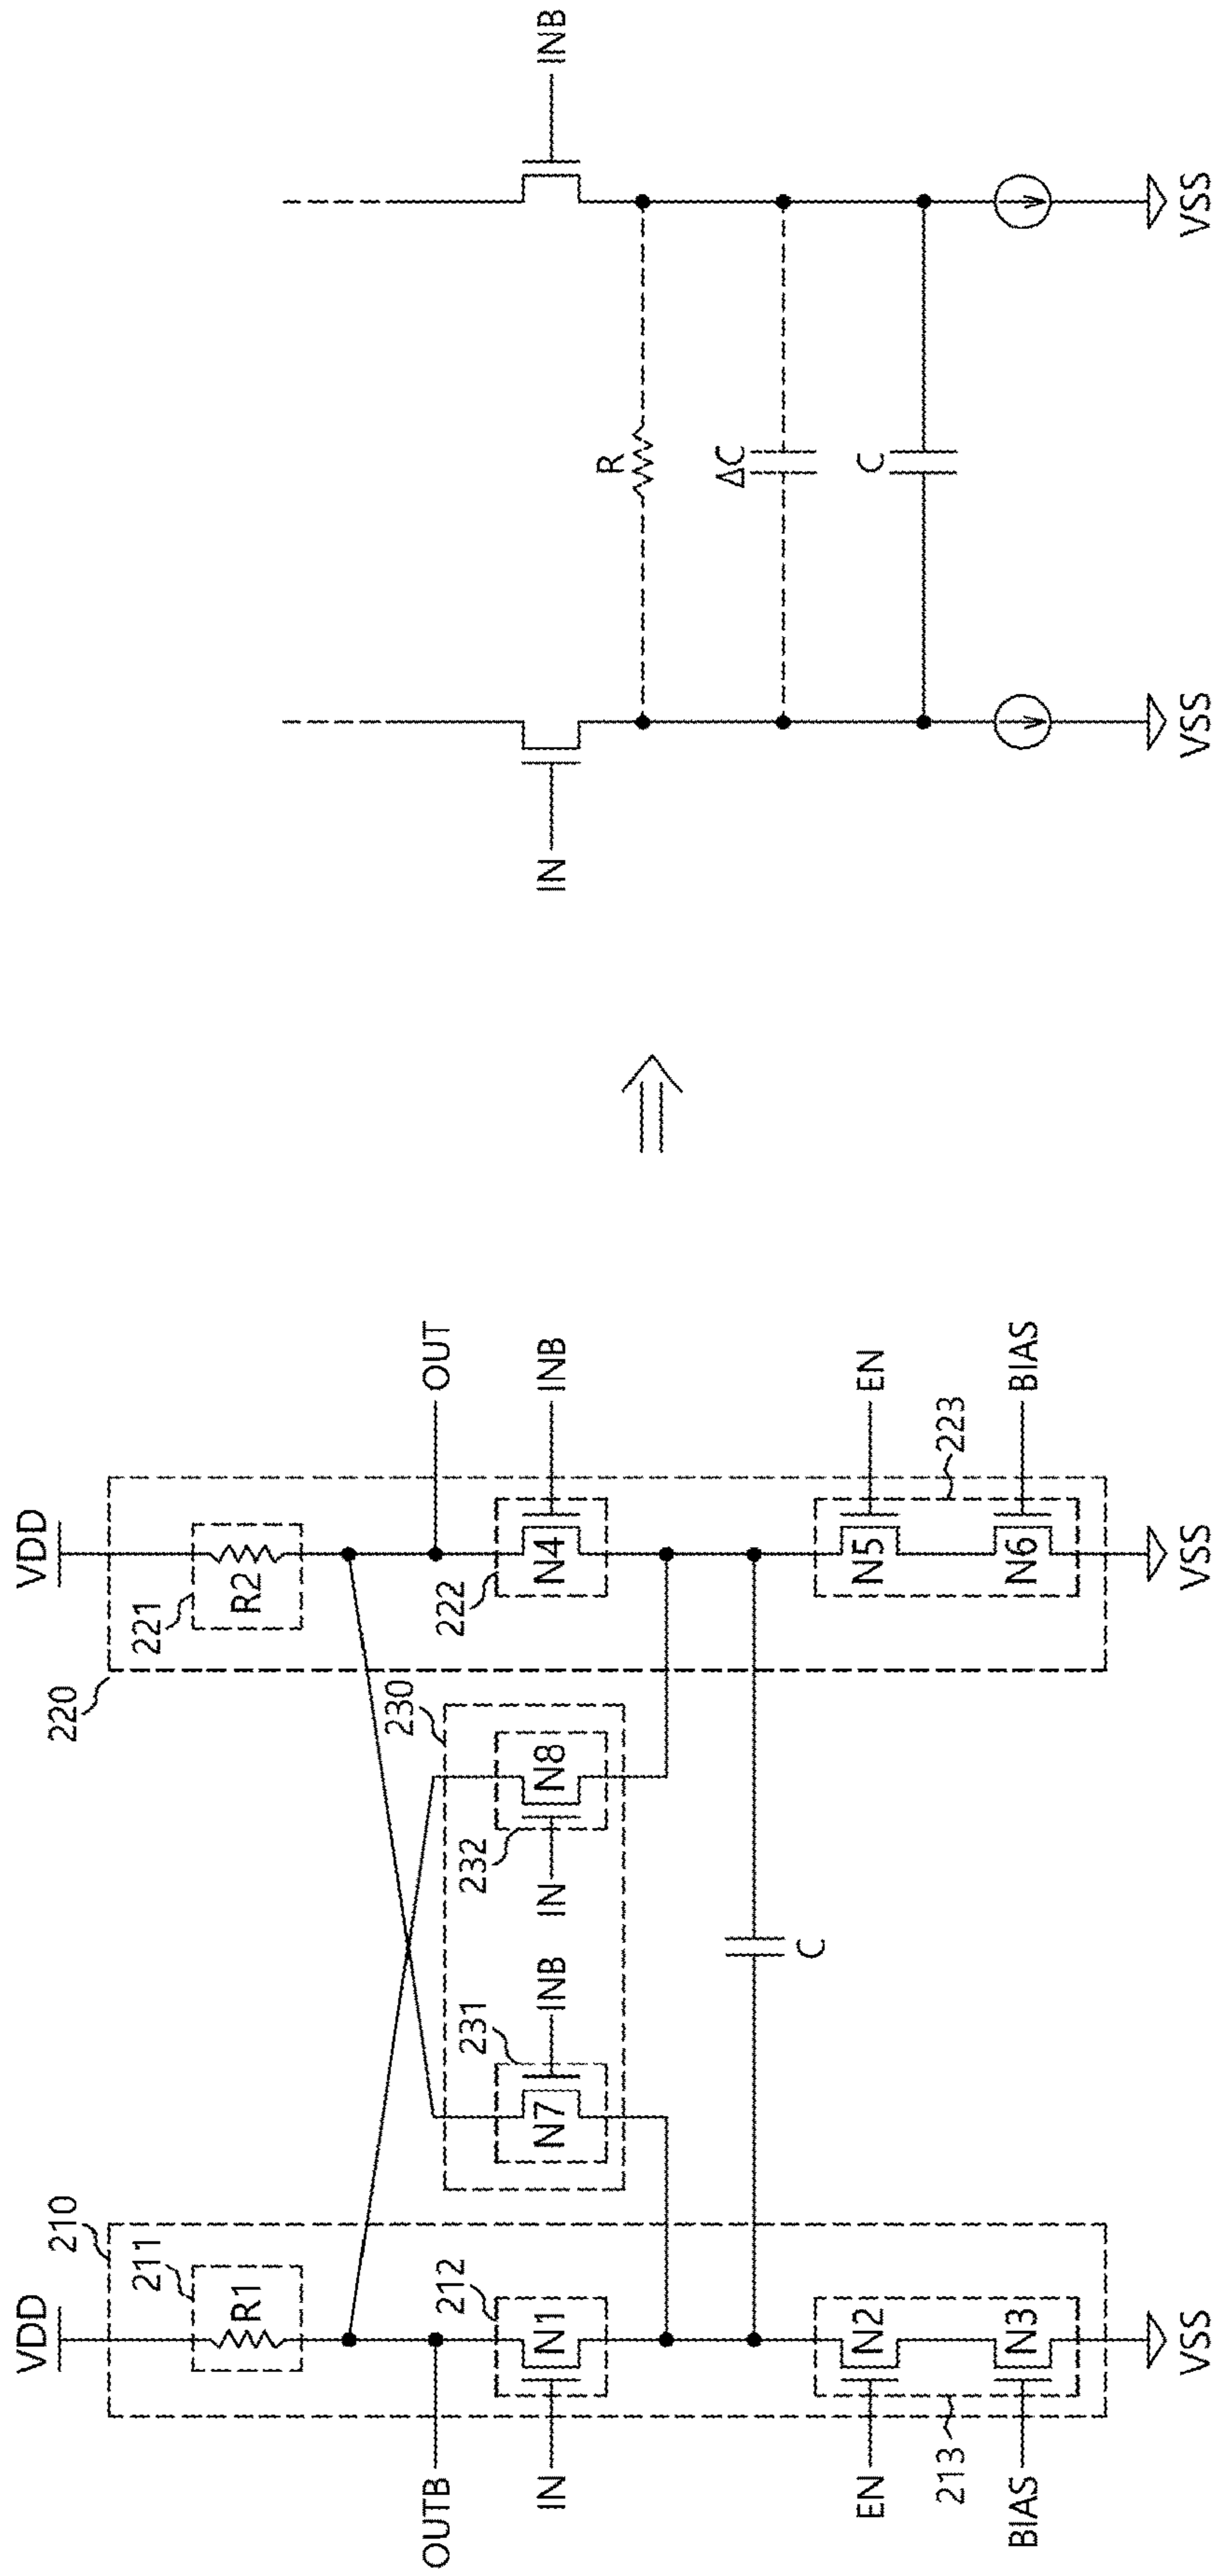 VDD
VDD
210
220
211
R1
221
R2
OUTB
OUT
230
212
N1
IN
231
N7
INB
232
N8
IN
222
N4
INB
C
EN
N2
N5
EN
213
223
BIAS
N3
N6
BIAS
VSS
VSS
IN
INB
R
ΔC
C
VSS
VSS